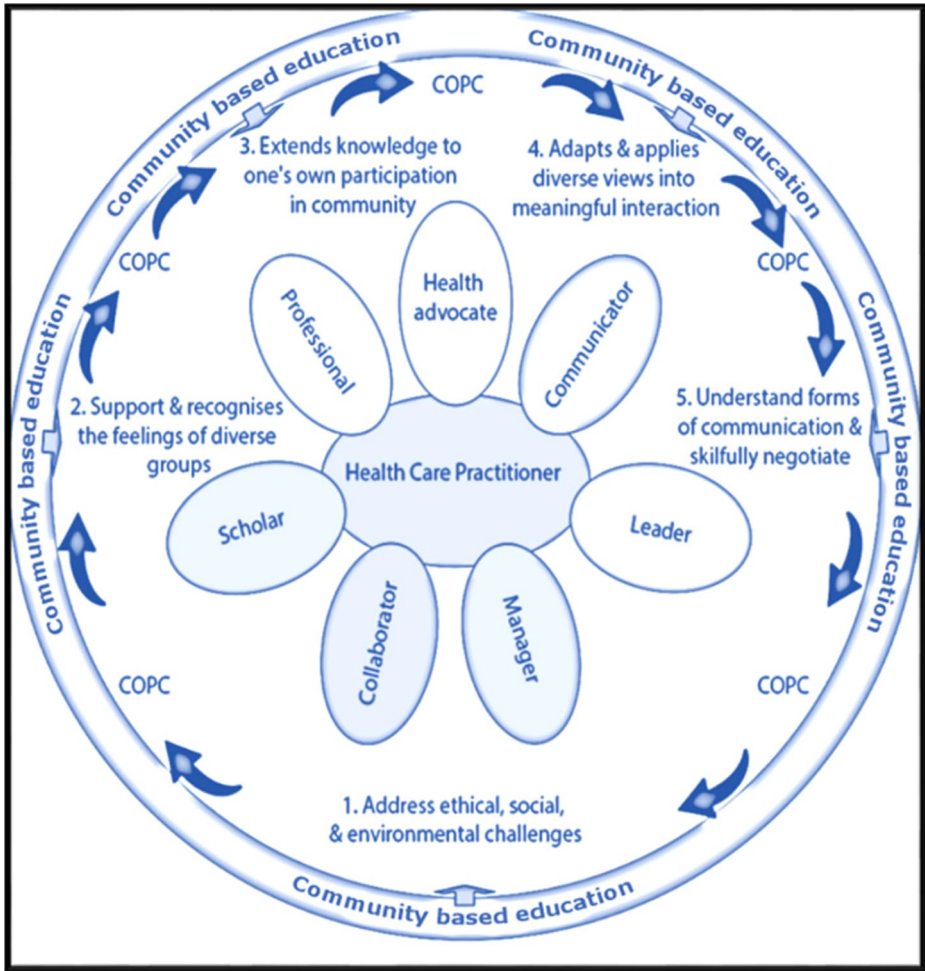 Community based education
Community based education
COPC
3. Extends knowledge to
one's own participation
in community
4. Adapts & applies
diverse views into
meaningful interaction
COPC
COPC
Health
advocate
Professional
Communicator
Community based education
Community based education
2. Support & recognises
the feelings of diverse
groups
5. Understand forms
of communication &
skilfully negotiate
Health Care Practitioner
Scholar
Leader
Collaborator
Manager
COPC
COPC
1. Address ethical, social,
& environmental challenges
Community based education